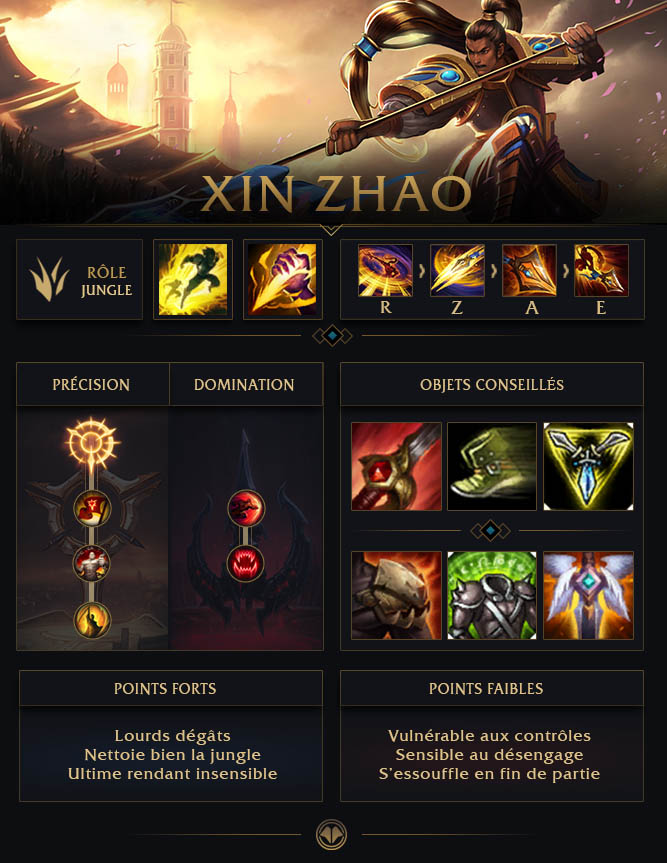 XIN ZHAO
RÔLE
JUNGLE
R
Z
A
E
PRÉCISION
DOMINATION
OBJETS CONSEILLÉS
POINTS FORTS
Lourds dégâts
Nettoie bien la jungle
Ultime rendant insensible
POINTS FAIBLES
Vulnérable aux contrôles
Sensible au désengage
S'essouffle en fin de partie